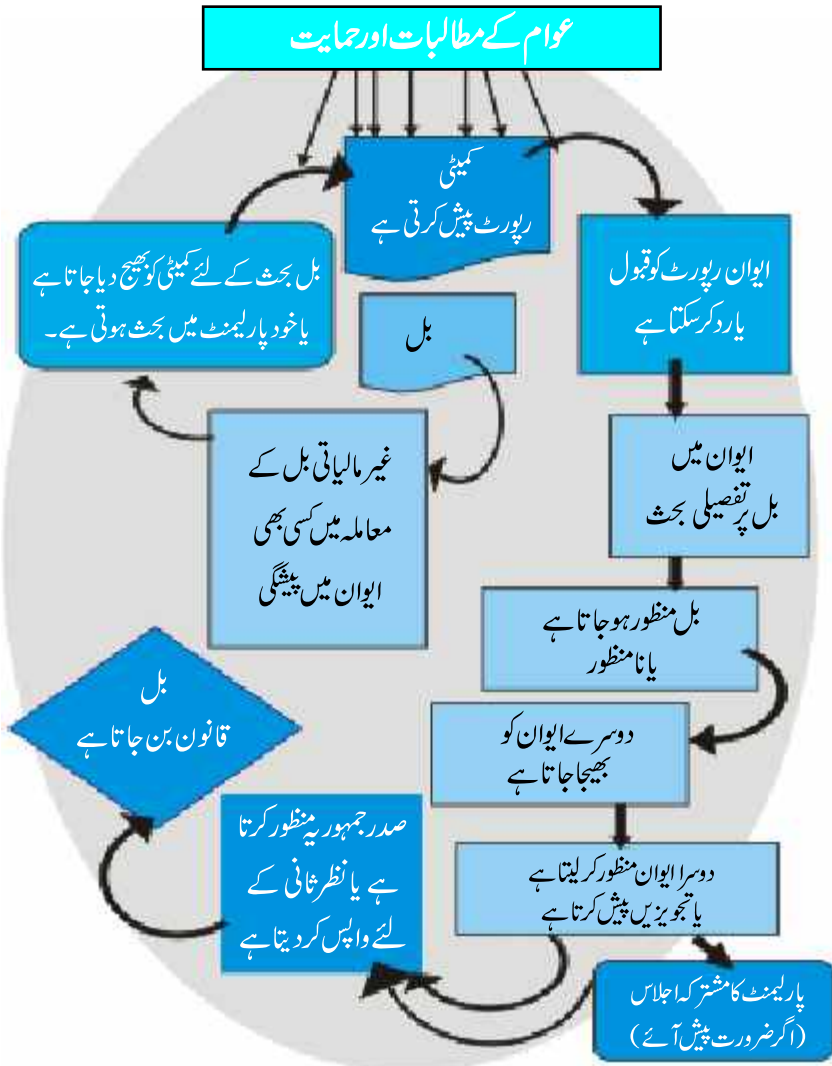 عوام کے مطالبات اور حمایت
کمیٹی
رپورٹ پیش کرتی ہے
ایوان رپورٹ کو قبول
یا رد کر سکتا ہے
بل بحث کے لئے کمیٹی کو بھیج دیا جاتا ہے
یا خود پارلیمنٹ میں بحث ہوتی ہے۔
بل
غیر مالیاتی بل کے
معاملہ میں کسی بھی
ایوان میں پیشگی
ایوان میں
بل پر تفصیلی بحث
بل منظور ہو جاتا ہے
یا نا منظور
دوسرے ایوان کو
بھیجا جاتا ہے
بل
قانون بن جاتا ہے
صدر جمہوریہ منظور کرتا
ہے یا نظر ثانی کے
لئے واپس کر دیتا ہے
دوسرا ایوان منظور کر لیتا ہے
یا تجویزیں پیش کرتا ہے
پارلیمنٹ کا مشترکہ اجلاس
(اگر ضرورت پیش آئے)